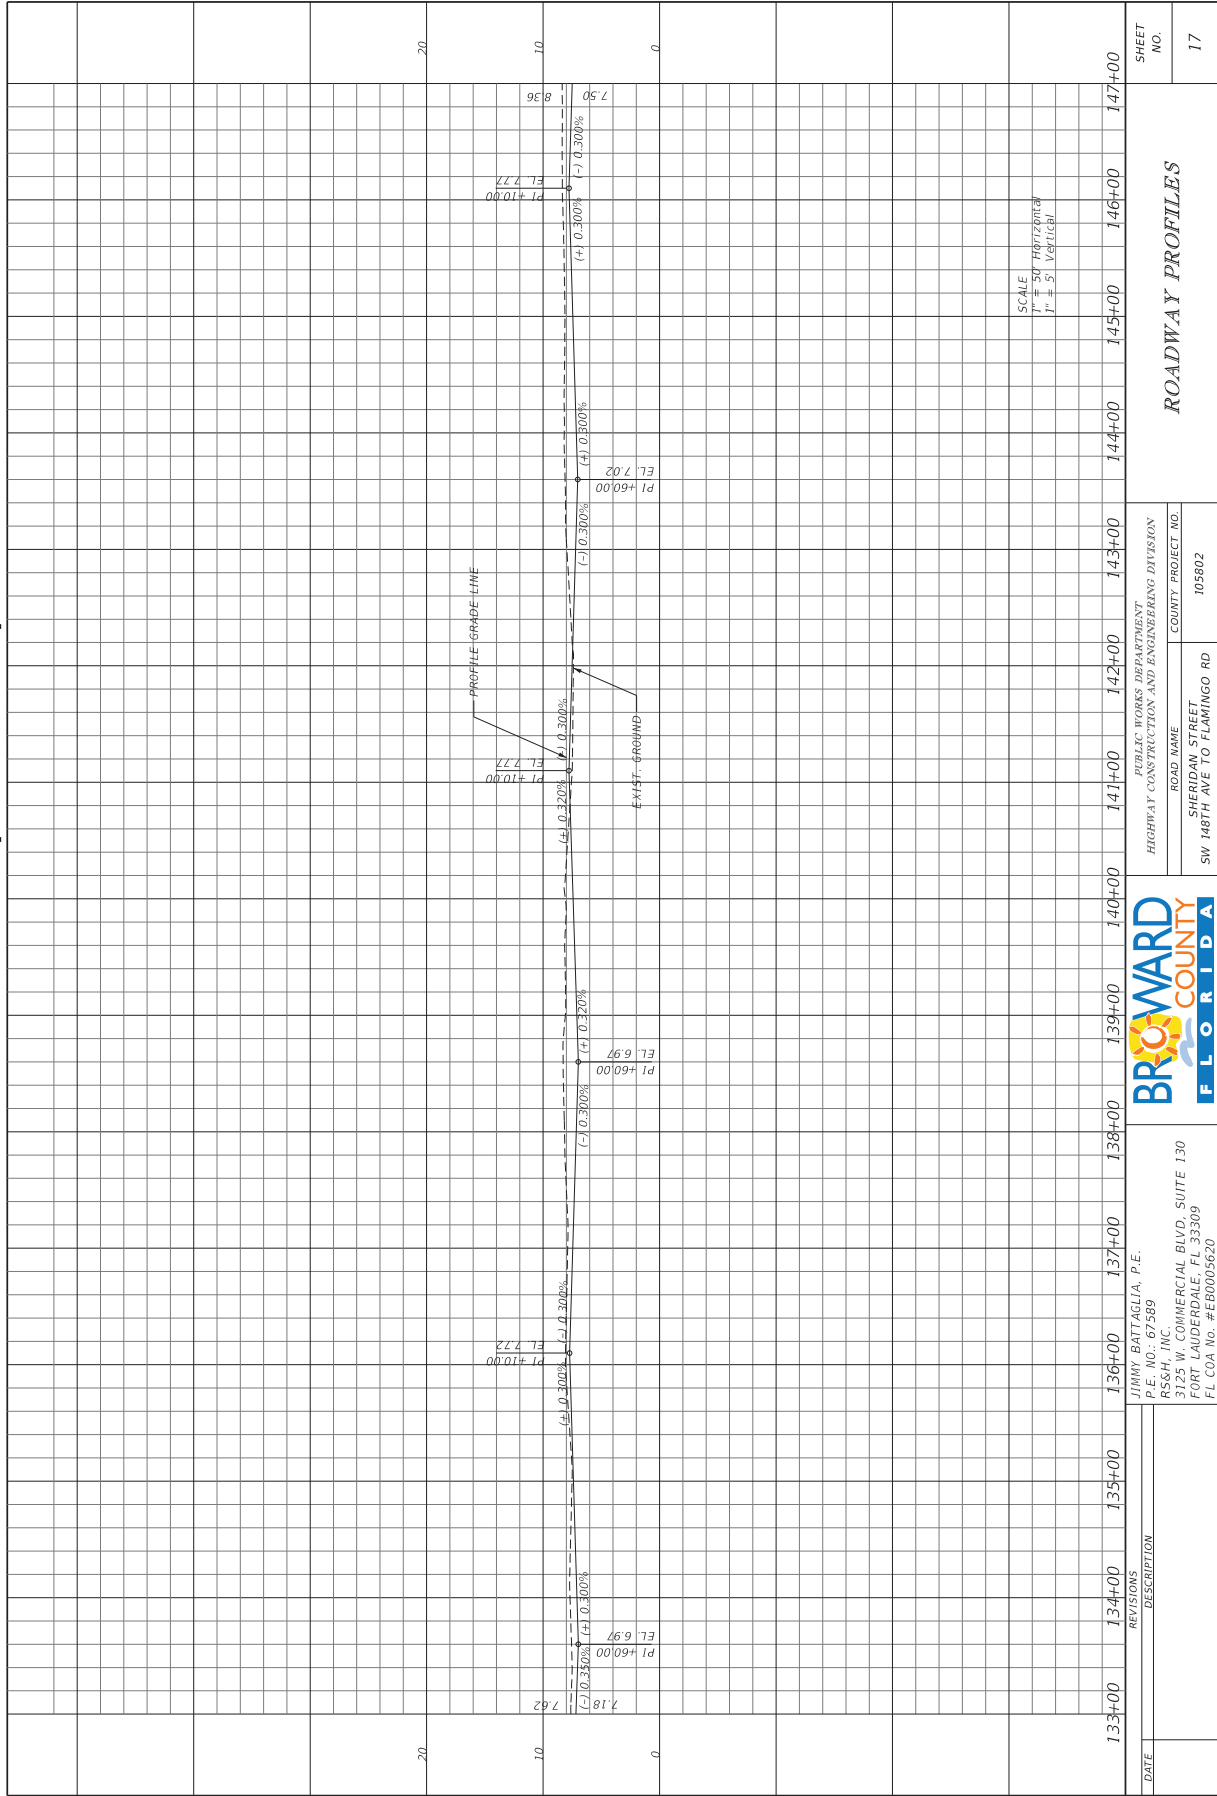 20
10
0
20
10
0
8.36
7.50
7.62
7.18
(-) 0.350%
PI +60.00
EL. 6.97
(+) 0.300%
(+) 0.300%
PI +10.00
EL. 7.72
(-) 0.300%
(-) 0.300%
PI +60.00
EL. 6.97
(+) 0.320%
(+) 0.320%
PI +10.00
EL. 7.77
(-) 0.300%
PROFILE GRADE LINE
EXIST. GROUND
(-) 0.300%
PI +60.00
EL. 7.02
(+) 0.300%
(+) 0.300%
PI +10.00
EL. 7.77
(-) 0.300%
SCALE
1" = 50' Horizontal
1" = 5' Vertical
133+00
134+00
135+00
136+00
137+00
138+00
139+00
140+00
141+00
142+00
143+00
144+00
145+00
146+00
147+00
REVISIONS
DATE
DESCRIPTION
JIMMY BATTAGLIA, P.E.
P.E. NO.: 67589
RS&H, INC.
3125 W. COMMERCIAL BLVD, SUITE 130
FORT LAUDERDALE, FL 33309
FL COA No. #EB0005620
BROWARD
COUNTY
FLORIDA
PUBLIC WORKS DEPARTMENT
HIGHWAY CONSTRUCTION AND ENGINEERING DIVISION
ROAD NAME
COUNTY PROJECT NO.
SHERIDAN STREET
SW 148TH AVE TO FLAMINGO RD
105802
ROADWAY PROFILES
SHEET
NO.
17